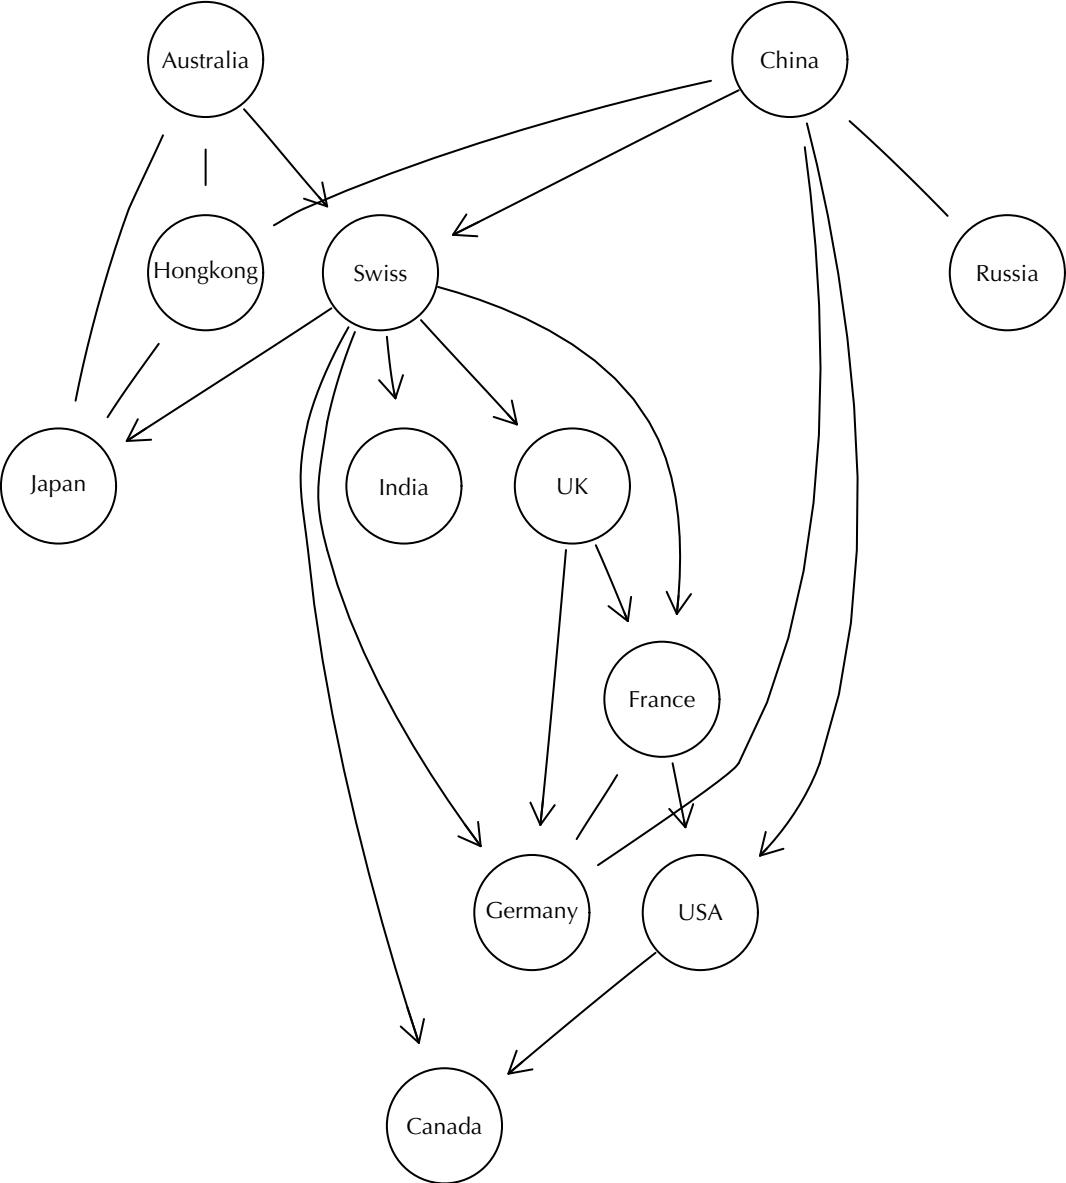 Australia
China
Hongkong
Swiss
Russia
Japan
India
UK
France
Germany
USA
Canada